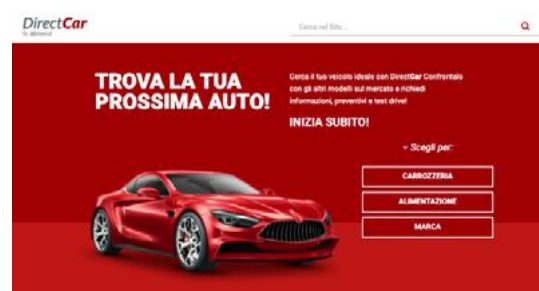 DirectCar
Cerca nel Sito...
TROVA LA TUA
PROSSIMA AUTO!
Cerca il tuo veicolo ideale con DirectCar Confrontalo
con gli altri modelli sul mercato e richiedi
informazioni, preventivi e test drive!
INIZIA SUBITO!
Scegli per:
CARROZZERIA
ALIMENTAZIONE
MARCA